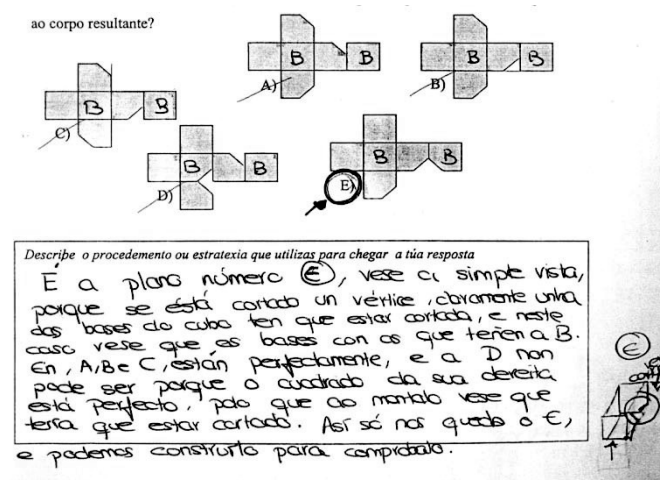 ao corpo resultante?
B B
A)
B B
B)
B B
C)
B B
D)
B B
E)
Describe o procedemento ou estratexia que utilizas para chegar a túa resposta
É a plano número E, vese a simple vista,
porque se está cortado un vértice, claramente unha
das bases do cubo ten que estar cortada, e neste
caso vese que as bases con as que teñen a B.
En, A, B e C, están perfectamente, e a D non
pode ser porque o cuadrado da sua dereita
está perfecto, polo que ao montalo vese que
tería que estar cortado. Así só nos queda o E,
e podemos construílo para comprobalo.
E